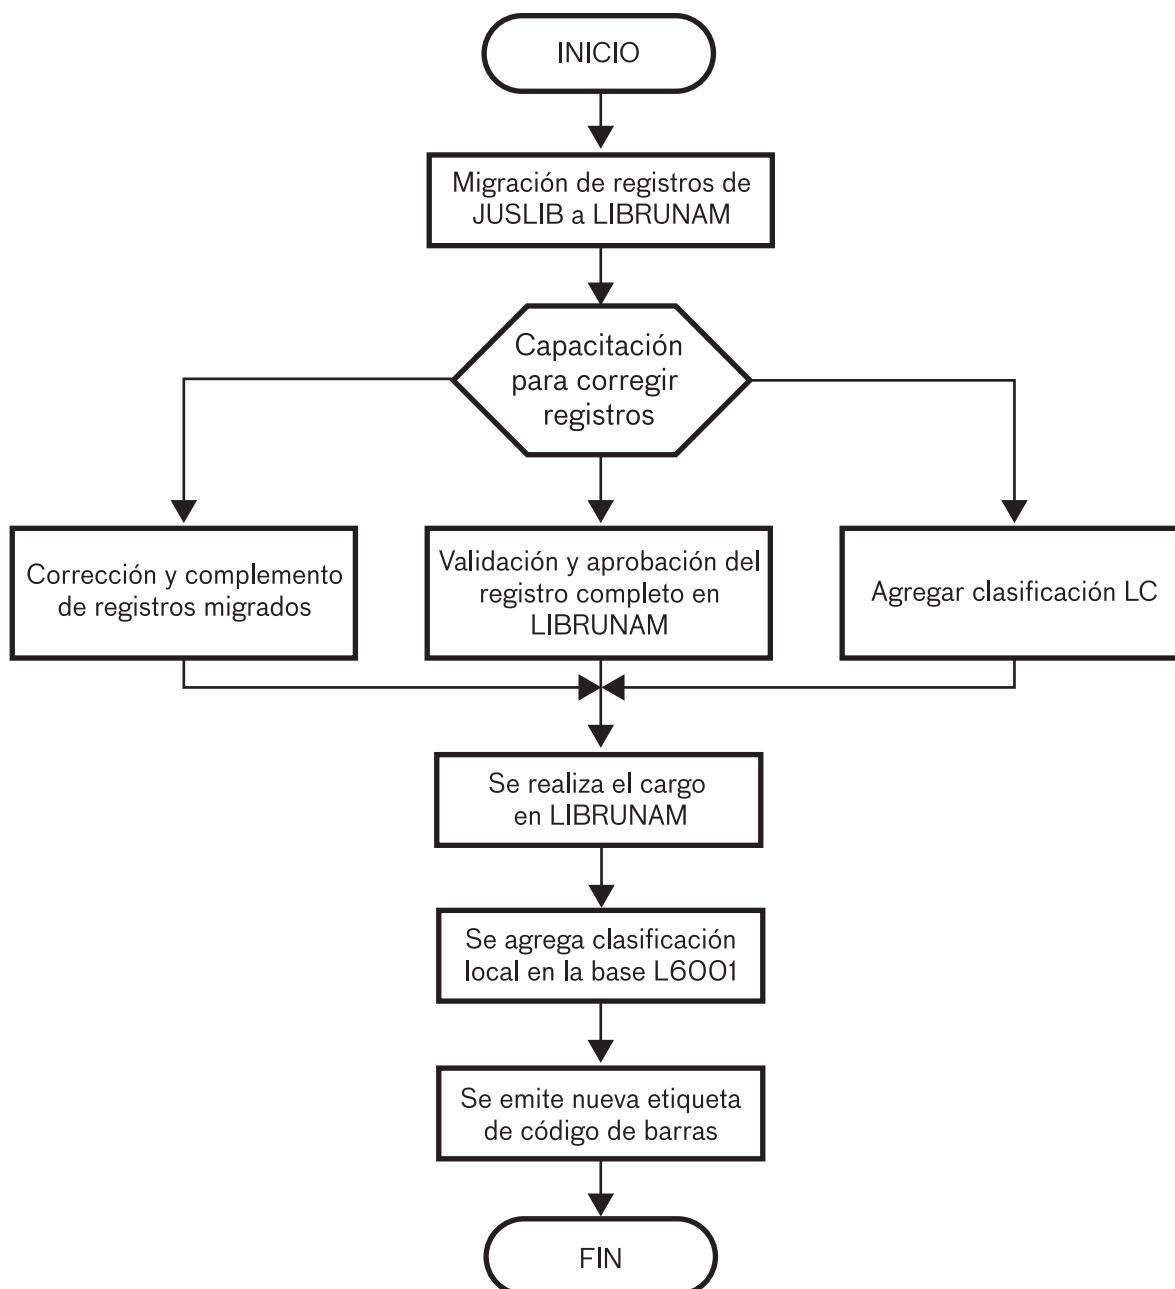 INICIO
Migración de registros de
JUSLIB a LIBRUNAM
Capacitación
para corregir
registros
Corrección y complemento
de registros migrados
Validación y aprobación del
registro completo en
LIBRUNAM
Agregar clasificación LC
Se realiza el cargo
en LIBRUNAM
Se agrega clasificación
local en la base L6001
Se emite nueva etiqueta
de código de barras
FIN